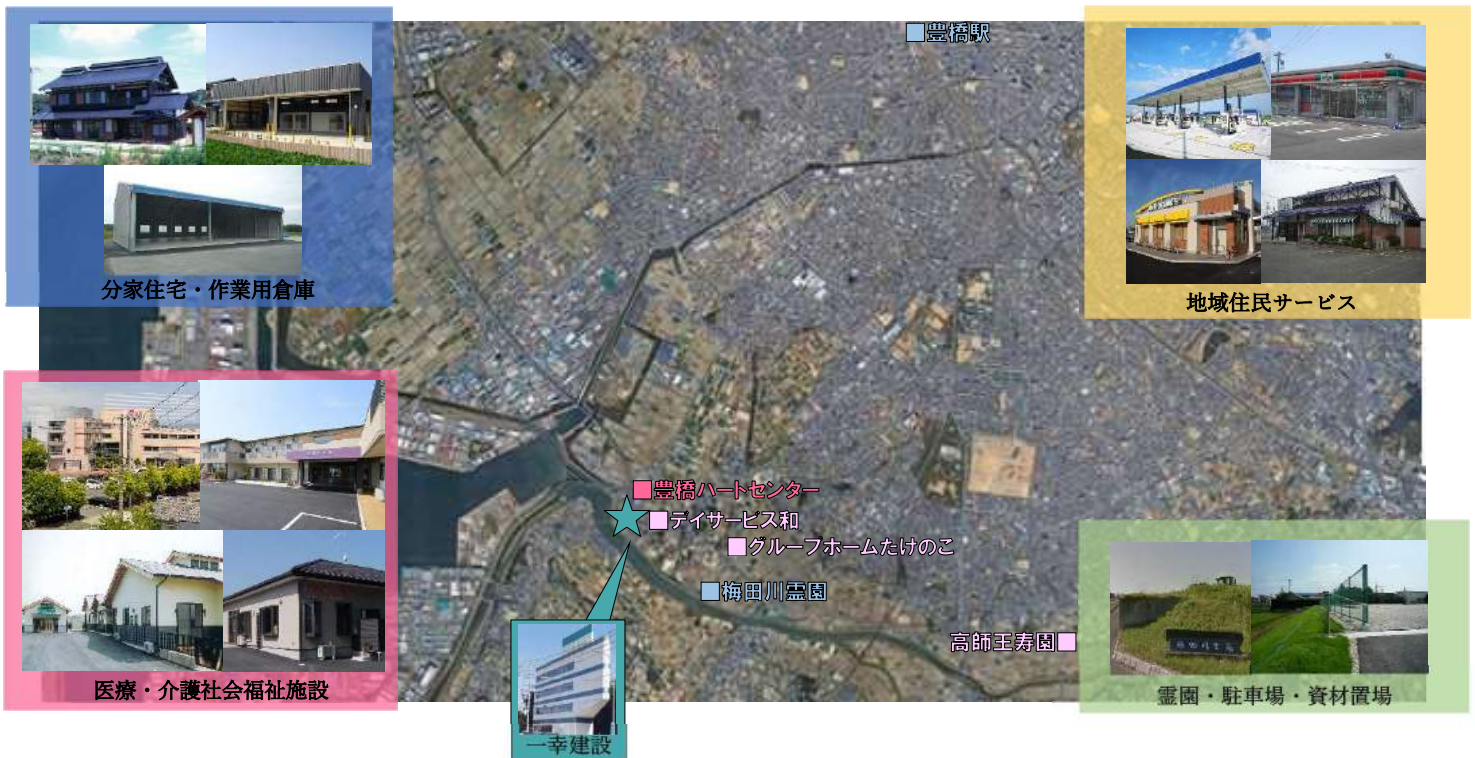 豊橋駅
分家住宅・作業用倉庫
地域住民サービス
豊橋ハートセンター
デイサービス和
グループホームたけのこ
梅田川霊園
高師王寿園
医療・介護社会福祉施設
霊園・駐車場・資材置場
一幸建設